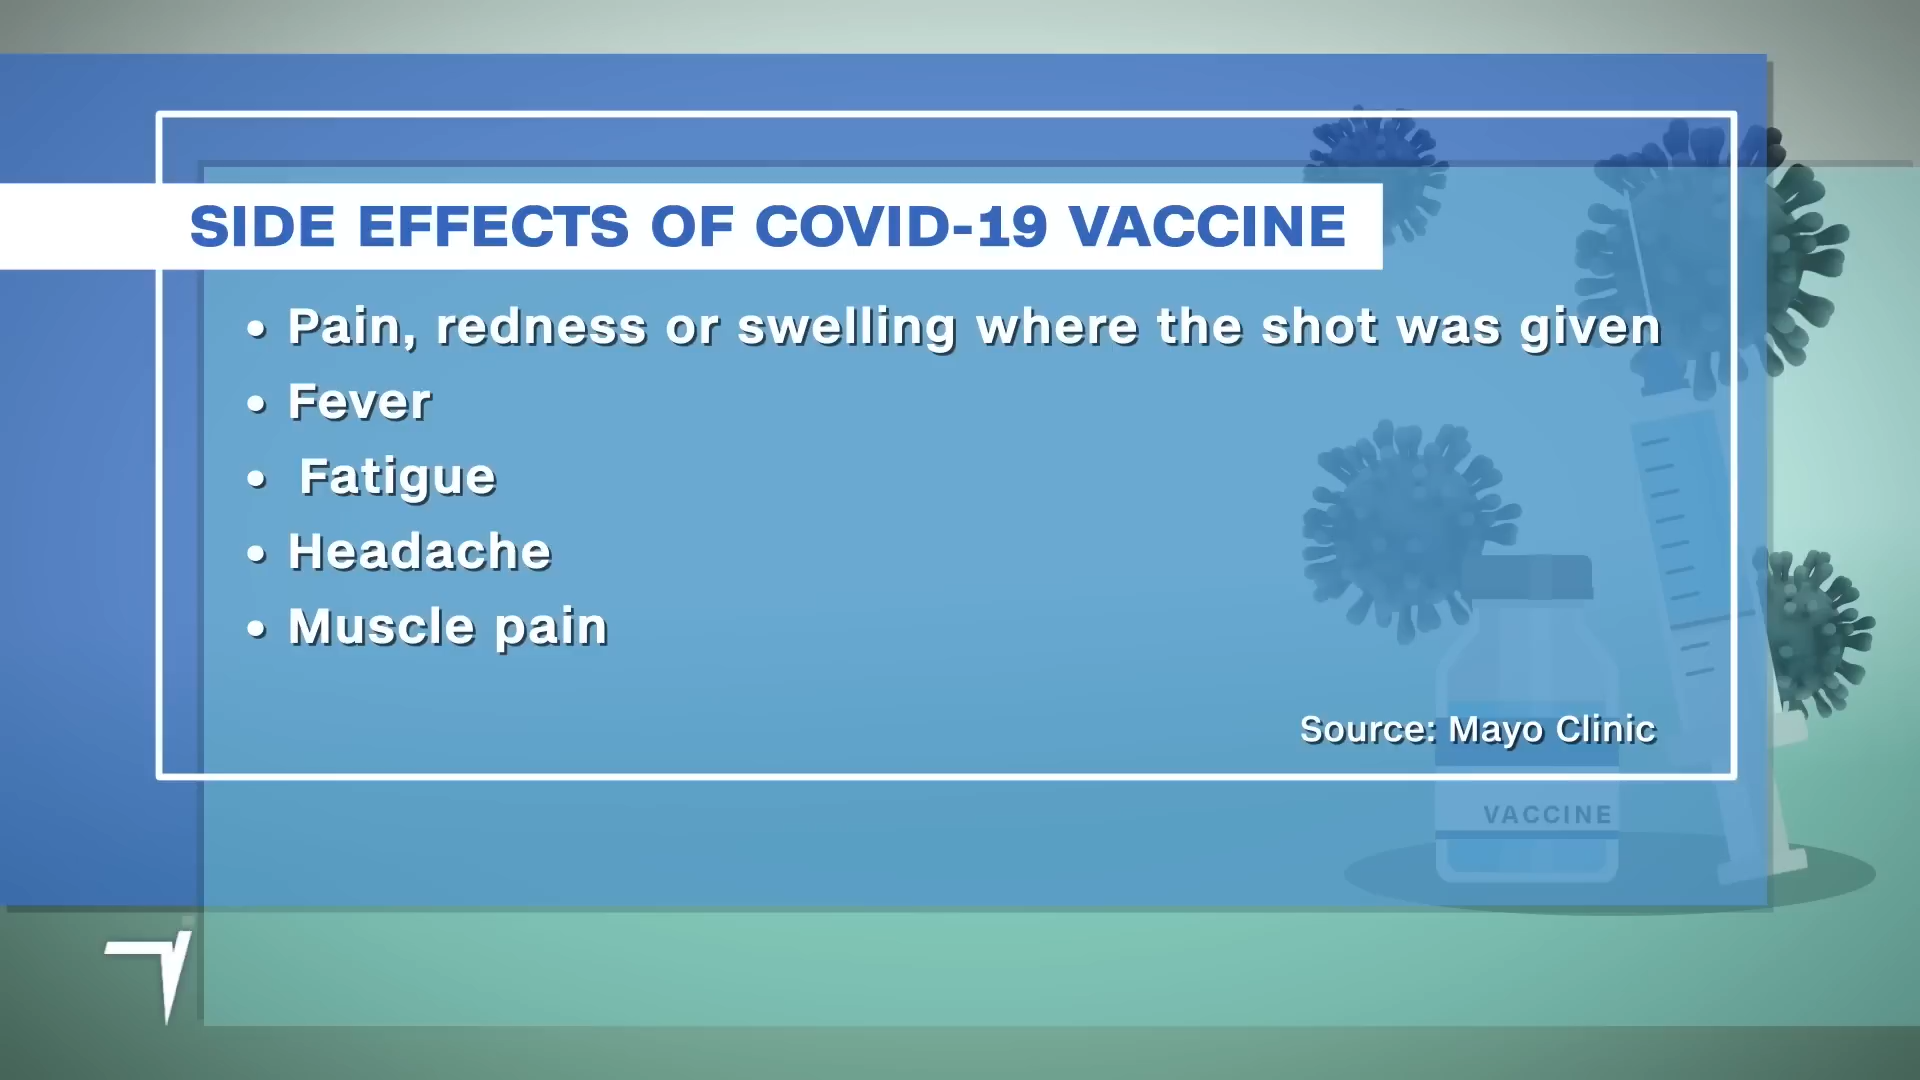 SIDE EFFECTS OF COVID-19 VACCINE
• Pain, redness or swelling where the shot was given
• Fever
• Fatigue
• Headache
• Muscle pain
Source: Mayo Clinic
VACCINE